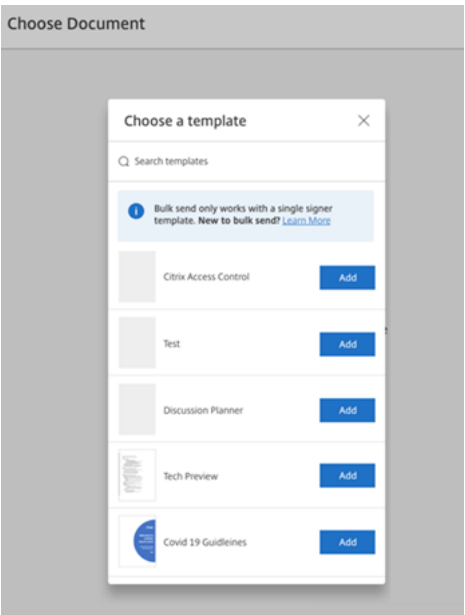 Choose Document
Choose a template
Search templates
Bulk send only works with a single signer
template. New to bulk send? Learn More
Citrix Access Control
Add
Test
Add
Discussion Planner
Add
Tech Preview
Add
Covid 19 Guidleines
Add